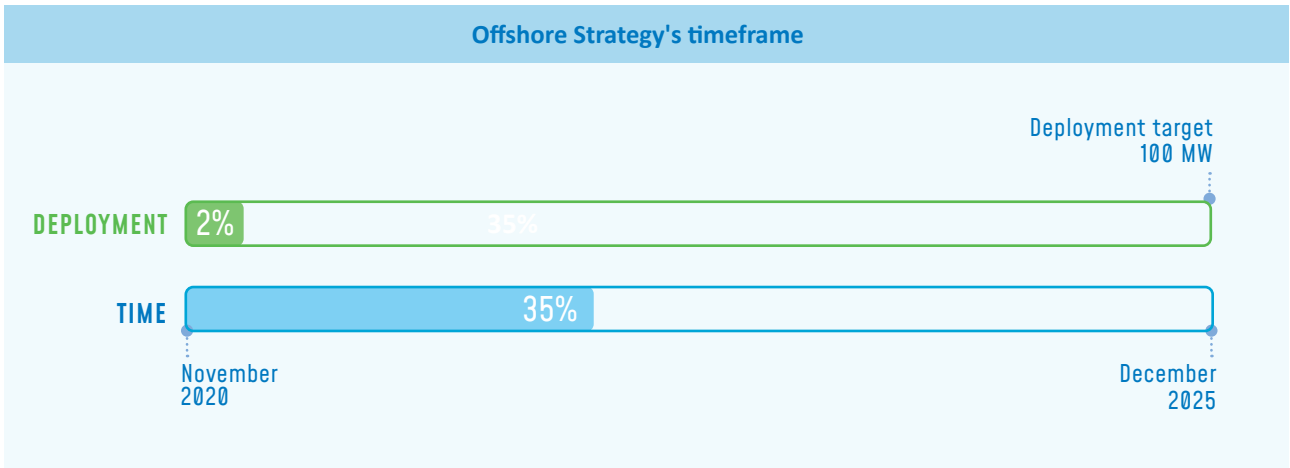 Offshore Strategy's timeframe
Deployment target
100 MW
DEPLOYMENT
2%
35%
TIME
35%
November
2020
December
2025